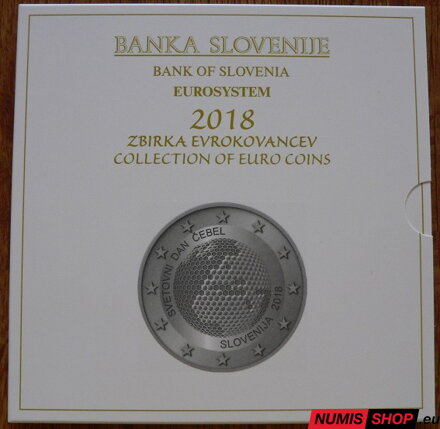 BANKA SLOVENIJE
BANK OF SLOVENIA
EUROSYSTEM
2018
ZBIRKA EVROKOVANCEV
COLLECTION OF EURO COINS
SVETOVNI DAN ČEBEL
SLOVENIJA 2018
NUMIS SHOP.eu